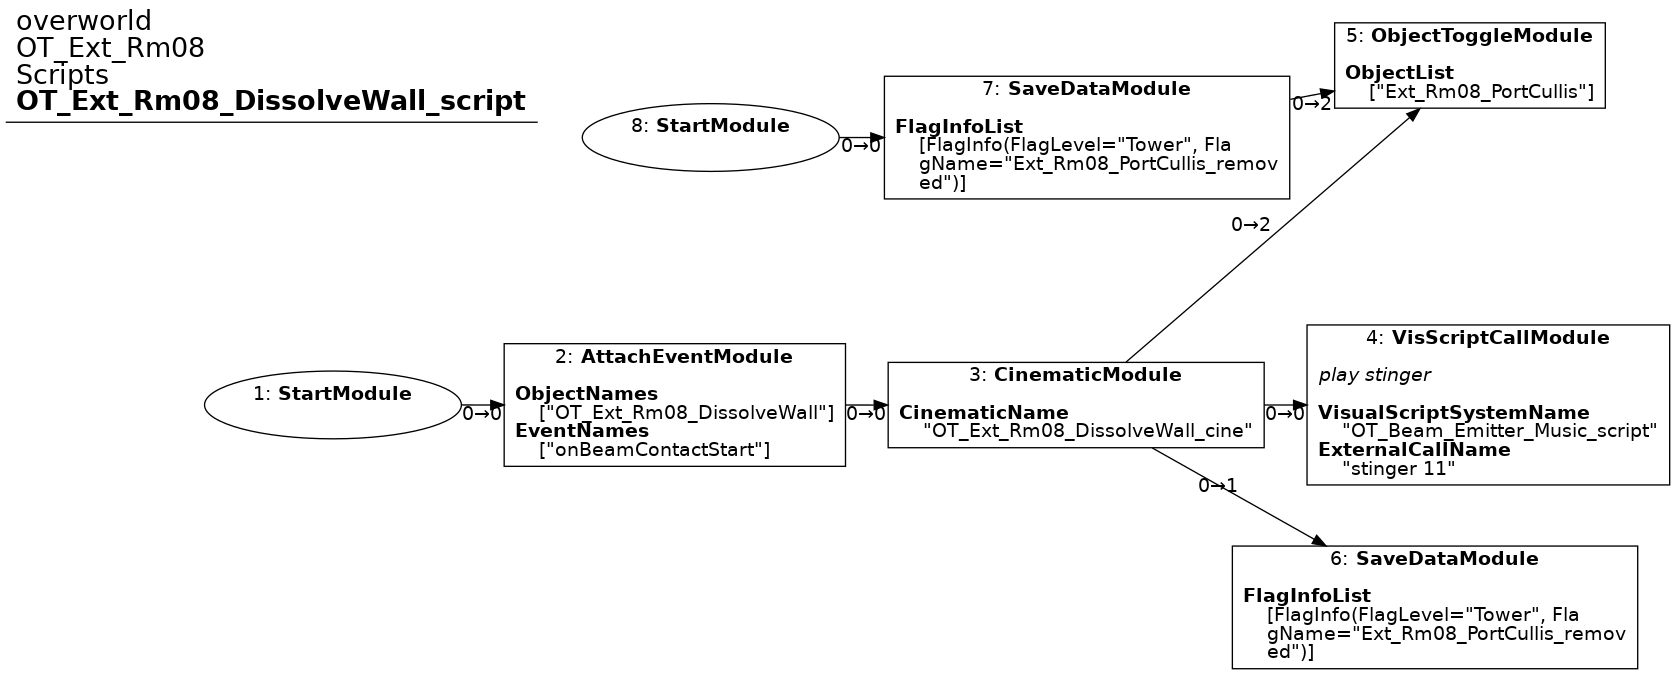 overworld
OT_Ext_Rm08
Scripts
OT_Ext_Rm08_DissolveWall_script
8: StartModule
0→0
7: SaveDataModule
FlagInfoList
[FlagInfo(FlagLevel="Tower", Fla
gName="Ext_Rm08_PortCullis_remov
ed")]
0→2
5: ObjectToggleModule
ObjectList
["Ext_Rm08_PortCullis"]
0→2
1: StartModule
0→0
2: AttachEventModule
ObjectNames
["OT_Ext_Rm08_DissolveWall"]
EventNames
["onBeamContactStart"]
0→0
3: CinematicModule
CinematicName
"OT_Ext_Rm08_DissolveWall_cine"
0→0
4: VisScriptCallModule
play stinger
VisualScriptSystemName
"OT_Beam_Emitter_Music_script"
ExternalCallName
"stinger 11"
0→1
6: SaveDataModule
FlagInfoList
[FlagInfo(FlagLevel="Tower", Fla
gName="Ext_Rm08_PortCullis_remov
ed")]